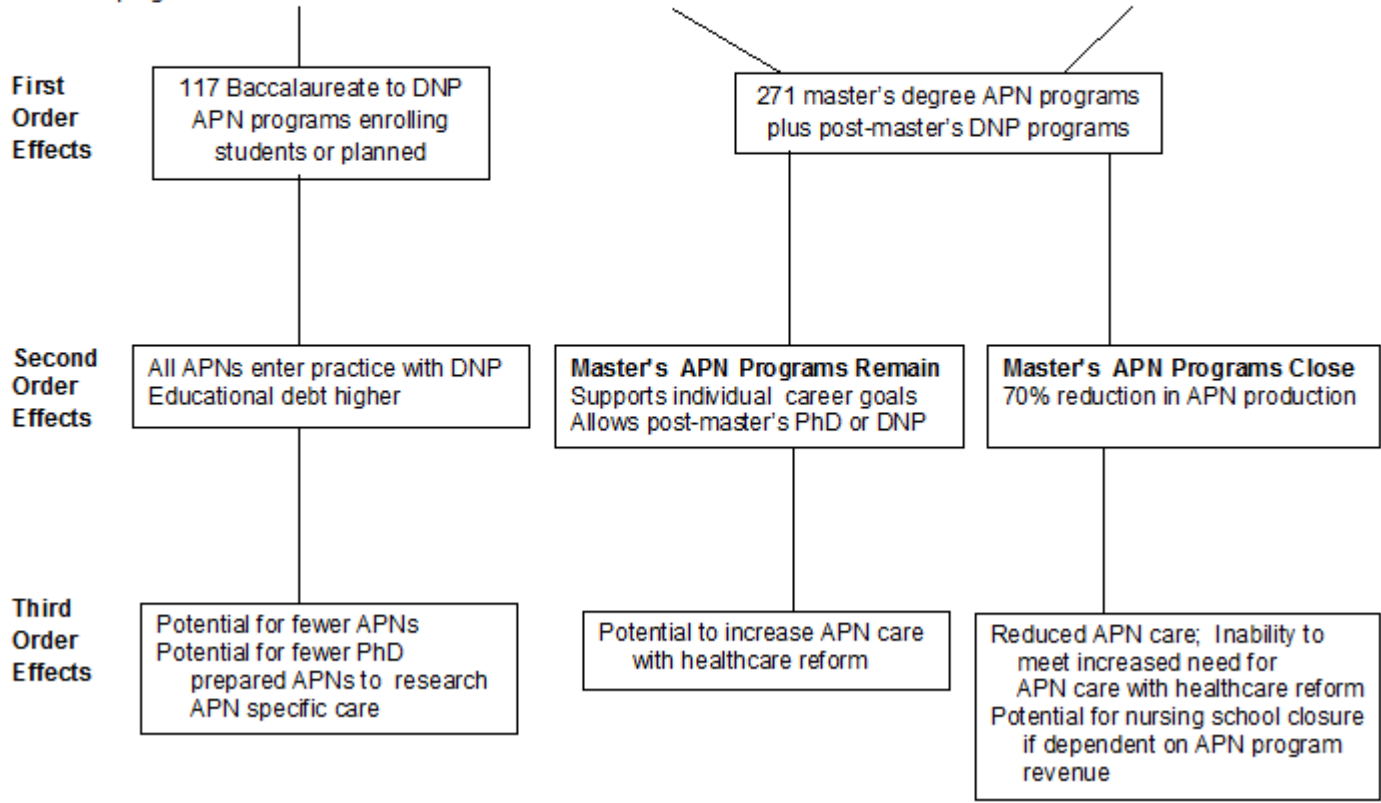 First
Order
Effects
117 Baccalaureate to DNP
APN programs enrolling
students or planned
271 master's degree APN programs
plus post-master's DNP programs
Second
Order
Effects
All APNs enter practice with DNP
Educational debt higher
Master's APN Programs Remain
Supports individual career goals
Allows post-master's PhD or DNP
Master's APN Programs Close
70% reduction in APN production
Third
Order
Effects
Potential for fewer APNs
Potential for fewer PhD
prepared APNs to research
APN specific care
Potential to increase APN care
with healthcare reform
Reduced APN care; Inability to
meet increased need for
APN care with healthcare reform
Potential for nursing school closure
if dependent on APN program
revenue